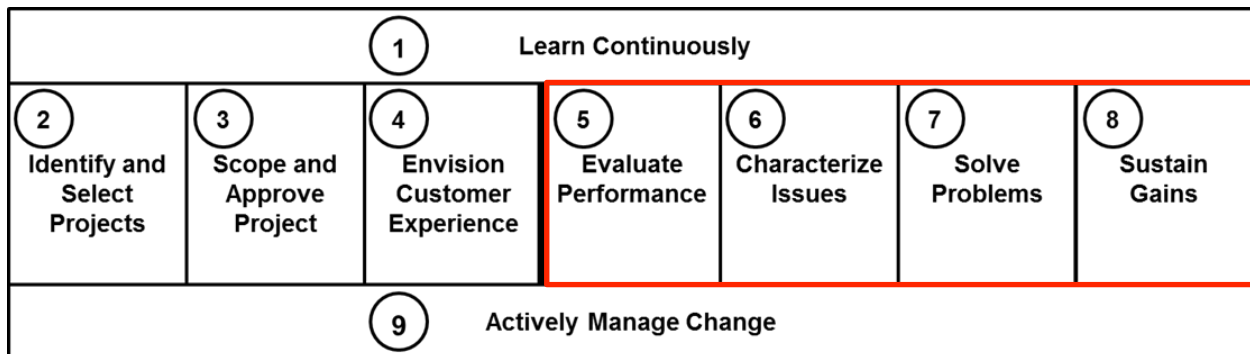 1 Learn Continuously
2
Identify and
Select
Projects
3
Scope and
Approve
Project
4
Envision
Customer
Experience
5
Evaluate
Performance
6
Characterize
Issues
7
Solve
Problems
8
Sustain
Gains
9 Actively Manage Change